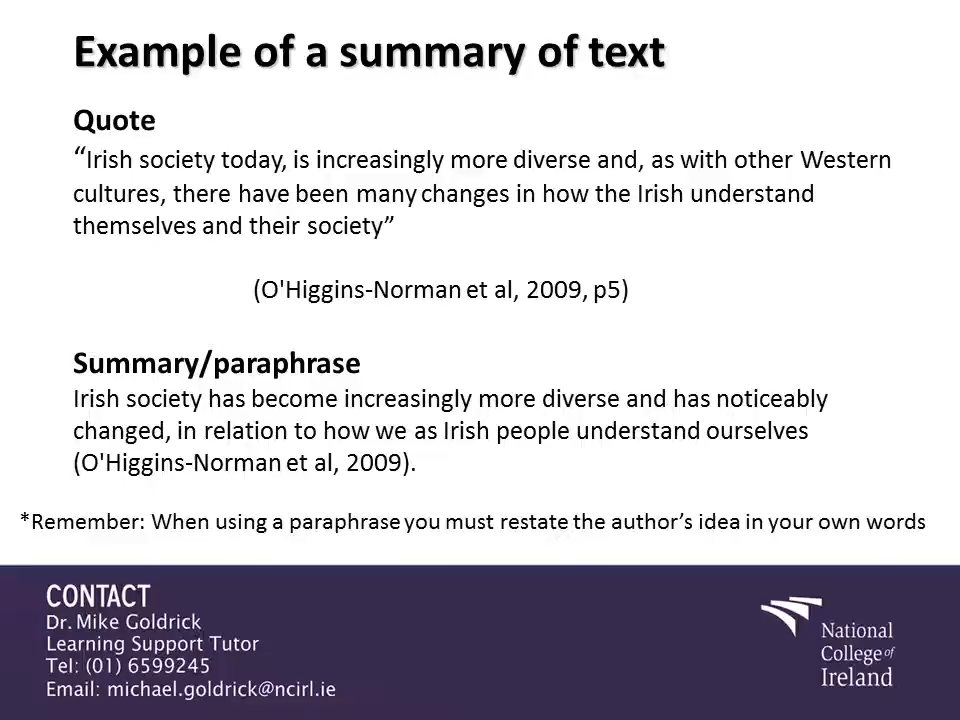 Example of a summary of text
Quote
“Irish society today, is increasingly more diverse and, as with other Western
cultures, there have been many changes in how the Irish understand
themselves and their society”
(O'Higgins-Norman et al, 2009, p5)
Summary/paraphrase
Irish society has become increasingly more diverse and has noticeably
changed, in relation to how we as Irish people understand ourselves
(O'Higgins-Norman et al, 2009).
*Remember: When using a paraphrase you must restate the author’s idea in your own words
CONTACT
Dr. Mike Goldrick
Learning Support Tutor
Tel: (01) 6599245
Email: michael.goldrick@ncirl.ie
National
College of
Ireland